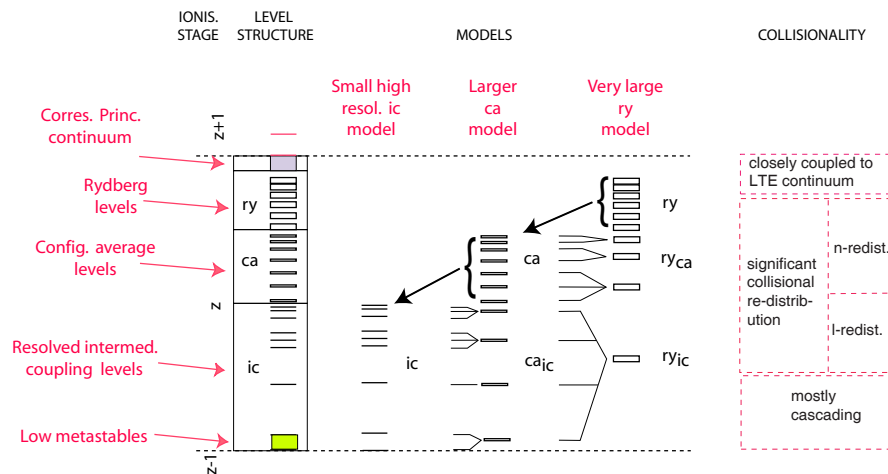 IONIS.
STAGE
LEVEL
STRUCTURE
MODELS
COLLISIONALITY
Small high
resol. ic
model
Larger
ca
model
Very large
ry
model
z+1
Corres. Princ.
continuum
closely coupled to
LTE continuum
Rydberg
levels
ry
ry
Config. average
levels
ca
ca
ry ca
n-redist.
significant
collisional
re-distrib-
ution
z
l-redist.
Resolved intermed.
coupling levels
ic
ic
ca ic
ry ic
mostly
cascading
Low metastables
z-1